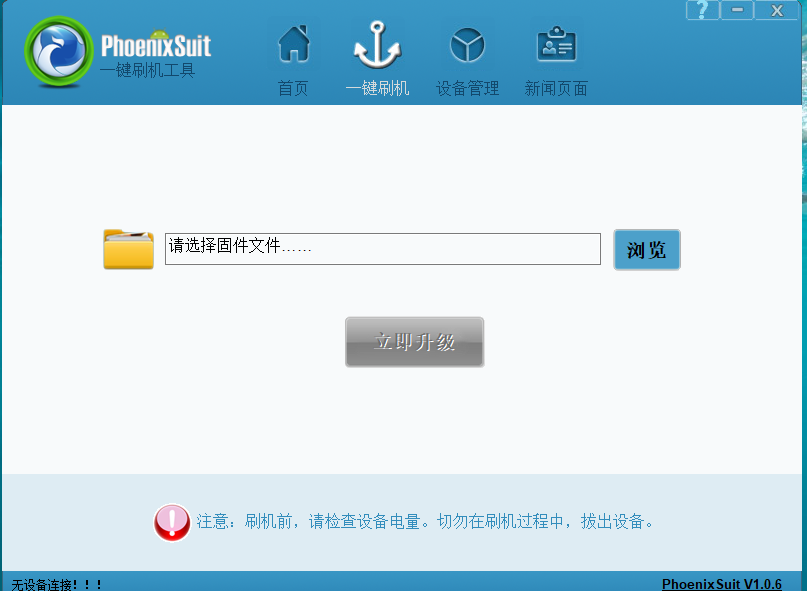 ?
PhoenixSuit
一键刷机工具
首页
一键刷机
设备管理
新闻页面
请选择固件文件……
浏览
立即升级
注意：刷机前，请检查设备电量。切勿在刷机过程中，拔出设备。
无设备连接！！！
PhoenixSuit V1.0.6